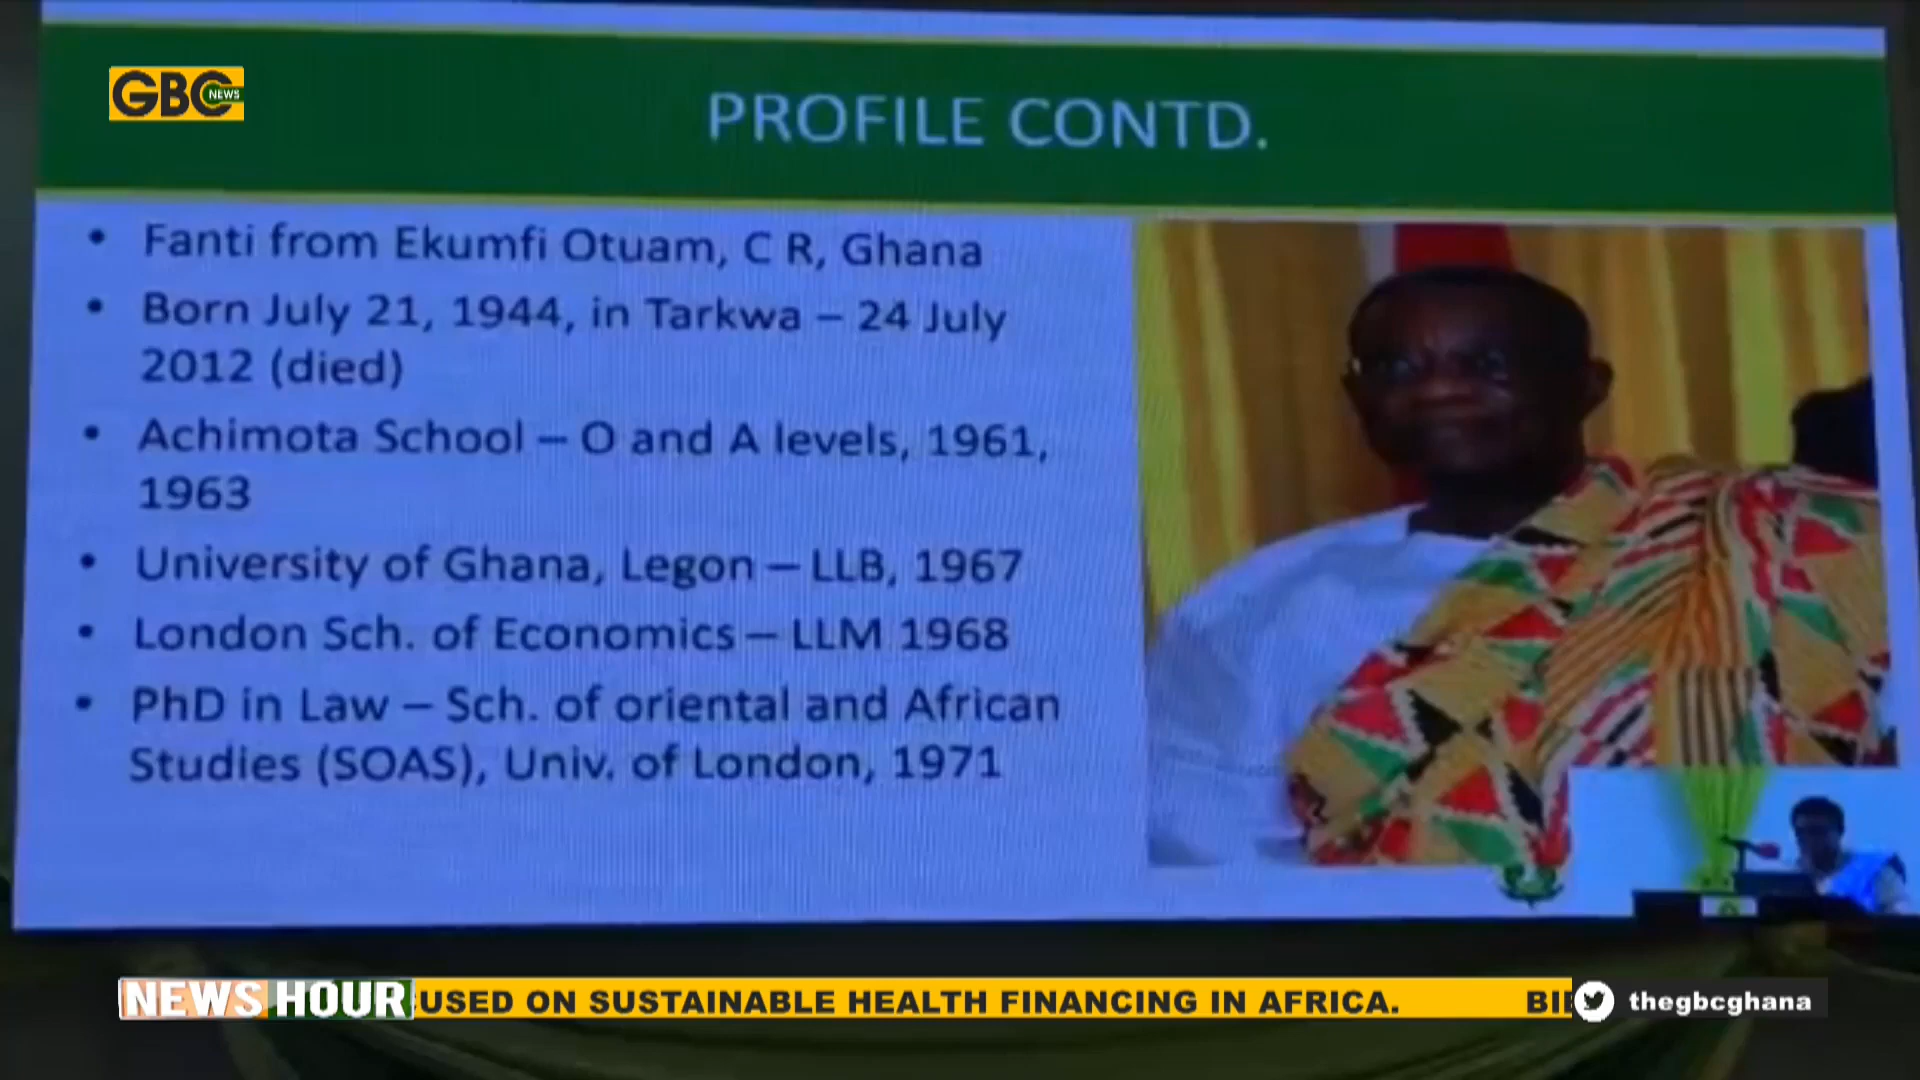 GBC NEWS
PROFILE CONTD.
• Fanti from Ekumfi Otuam, C R, Ghana
• Born July 21, 1944, in Tarkwa – 24 July
2012 (died)
• Achimota School – O and A levels, 1961,
1963
• University of Ghana, Legon – LLB, 1967
• London Sch. of Economics – LLM 1968
• PhD in Law – Sch. of oriental and African
Studies (SOAS), Univ. of London, 1971
NEWS HOUR USED ON SUSTAINABLE HEALTH FINANCING IN AFRICA. thegbcghana